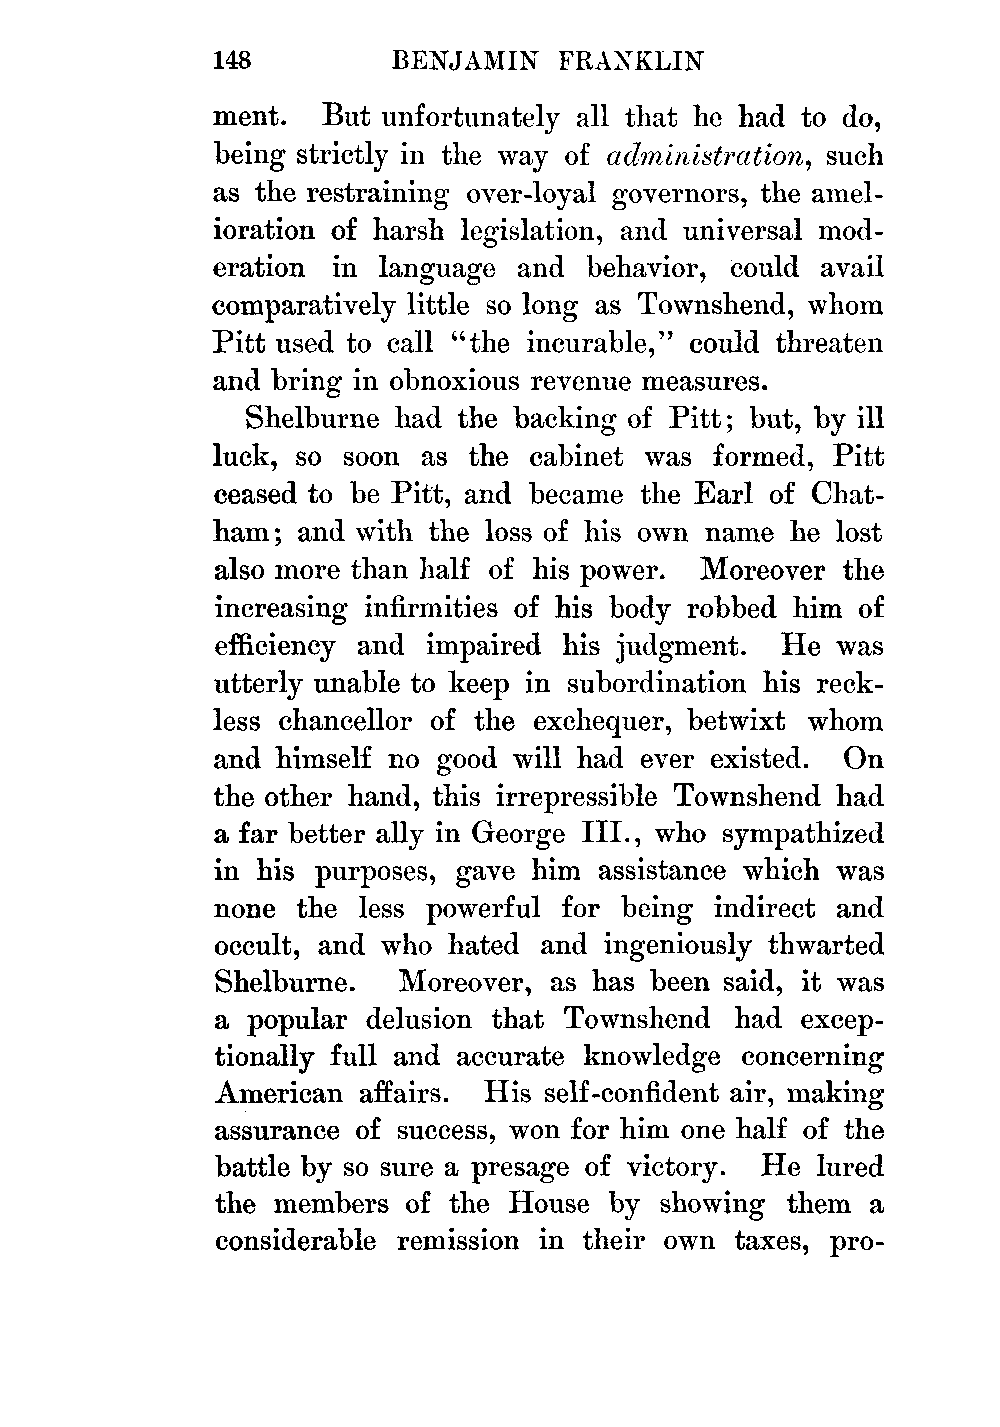 148 BENJAMIN FRANKLIN
ment. But unfortunately all that he had to do,
being strictly in the way of administration, such
as the restraining over-loyal governors, the amel-
ioration of harsh legislation, and universal mod-
eration in language and behavior, could avail
comparatively little so long as Townshend, whom
Pitt used to call “the incurable,” could threaten
and bring in obnoxious revenue measures.
Shelburne had the backing of Pitt; but, by ill
luck, so soon as the cabinet was formed, Pitt
ceased to be Pitt, and became the Earl of Chat-
ham; and with the loss of his own name he lost
also more than half of his power. Moreover the
increasing infirmities of his body robbed him of
efficiency and impaired his judgment. He was
utterly unable to keep in subordination his reck-
less chancellor of the exchequer, betwixt whom
and himself no good will had ever existed. On
the other hand, this irrepressible Townshend had
a far better ally in George III., who sympathized
in his purposes, gave him assistance which was
none the less powerful for being indirect and
occult, and who hated and ingeniously thwarted
Shelburne. Moreover, as has been said, it was
a popular delusion that Townshend had excep-
tionally full and accurate knowledge concerning
American affairs. His self-confident air, making
assurance of success, won for him one half of the
battle by so sure a presage of victory. He lured
the members of the House by showing them a
considerable remission in their own taxes, pro-